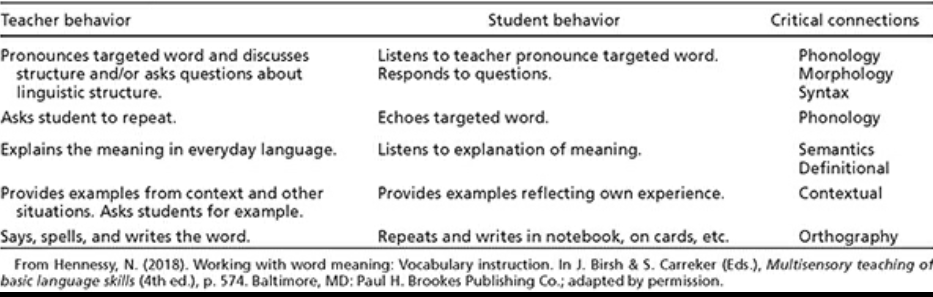 Teacher behavior Student behavior Critical connections
Pronounces targeted word and discusses Listens to teacher pronounce targeted word. Phonology
structure and/or asks questions about Responds to questions. Morphology
linguistic structure. Syntax
Asks student to repeat. Echoes targeted word. Phonology
Explains the meaning in everyday language. Listens to explanation of meaning. Semantics
Definitional
Provides examples from context and other Provides examples reflecting own experience. Contextual
situations. Asks students for example.
Says, spells, and writes the word. Repeats and writes in notebook, on cards, etc. Orthography
From Hennessy, N. (2018). Working with word meaning: Vocabulary instruction. In J. Birsh & S. Carreker (Eds.), Multisensory teaching of
basic language skills (4th ed.), p. 574. Baltimore, MD: Paul H. Brookes Publishing Co.; adapted by permission.